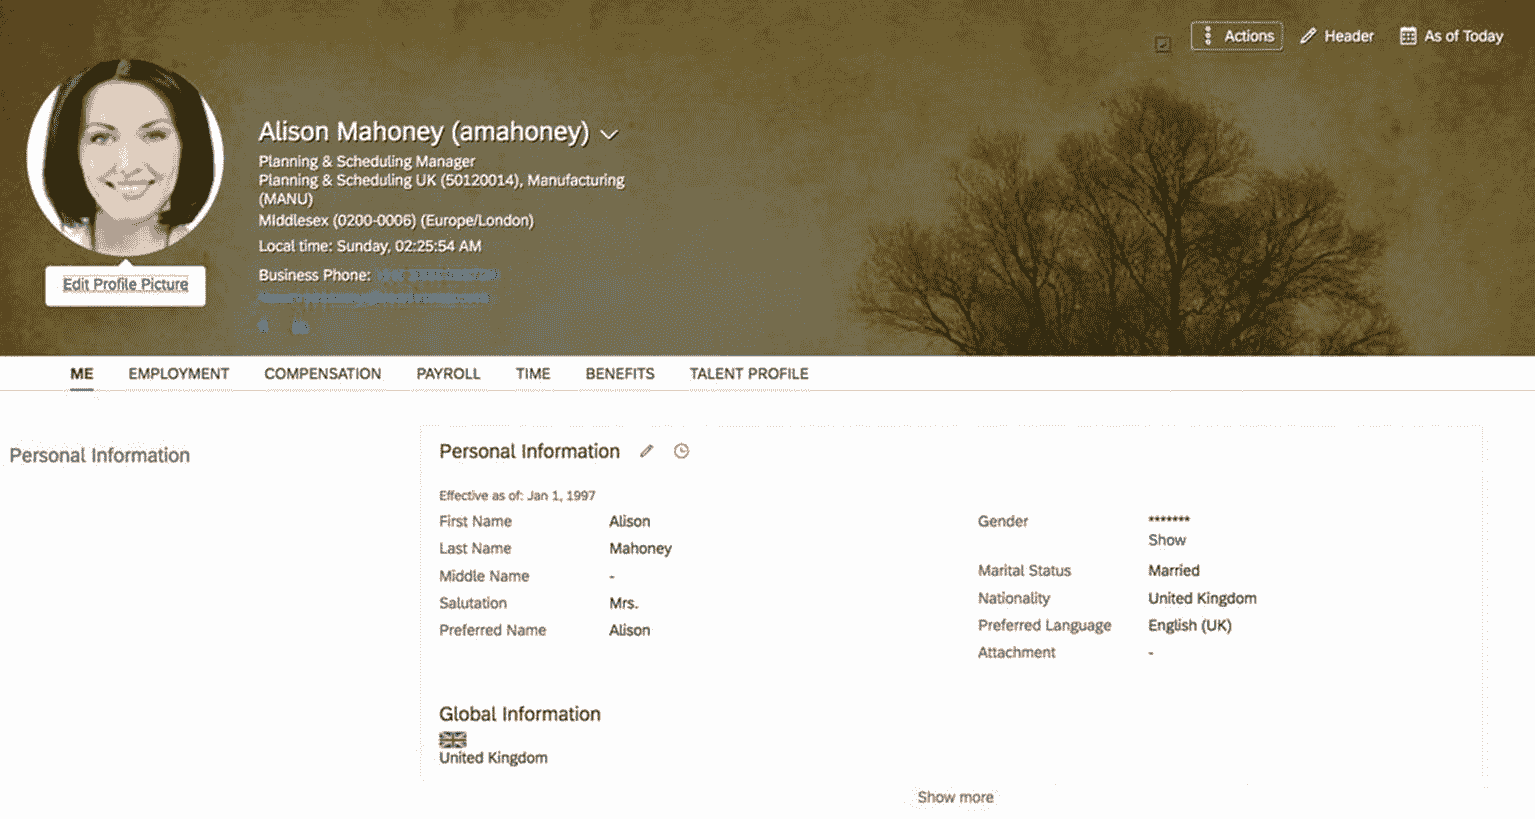 Actions Header As of Today
Alison Mahoney (amahoney)
Planning & Scheduling Manager
Planning & Scheduling UK (50120014), Manufacturing
(MANU)
Middlesex (0200-0006) (Europe/London)
Local time: Sunday, 02:25:54 AM
Business Phone:
Edit Profile Picture
ME EMPLOYMENT COMPENSATION PAYROLL TIME BENEFITS TALENT PROFILE
Personal Information
Personal Information
Effective as of: Jan 1, 1997
First Name Alison
Last Name Mahoney
Middle Name -
Salutation Mrs.
Preferred Name Alison
Gender *******
Show
Marital Status Married
Nationality United Kingdom
Preferred Language English (UK)
Attachment -
Global Information
United Kingdom
Show more